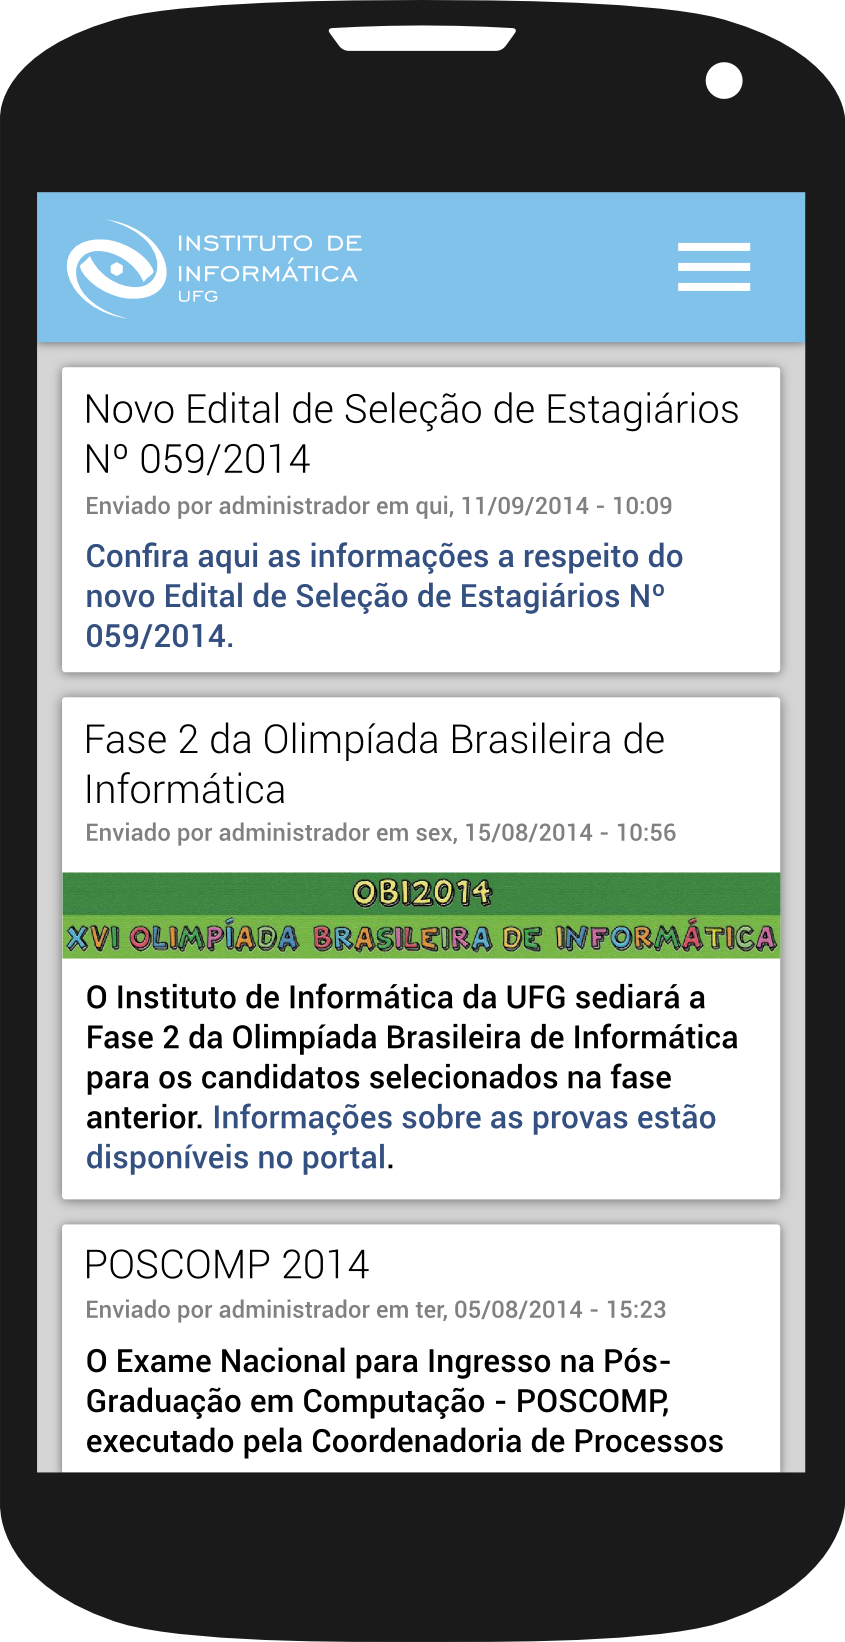 INSTITUTO DE
INFORMÁTICA
UFG
Novo Edital de Seleção de Estagiários
Nº 059/2014
Enviado por administrador em qui, 11/09/2014 - 10:09
Confira aqui as informações a respeito do
novo Edital de Seleção de Estagiários Nº
059/2014.
Fase 2 da Olimpíada Brasileira de
Informática
Enviado por administrador em sex, 15/08/2014 - 10:56
OBI2014
XVI OLIMPÍADA BRASILEIRA DE INFORMÁTICA
O Instituto de Informática da UFG sediará a
Fase 2 da Olimpíada Brasileira de Informática
para os candidatos selecionados na fase
anterior. Informações sobre as provas estão
disponíveis no portal.
POSCOMP 2014
Enviado por administrador em ter, 05/08/2014 - 15:23
O Exame Nacional para Ingresso na Pós-
Graduação em Computação - POSCOMP,
executado pela Coordenadoria de Processos